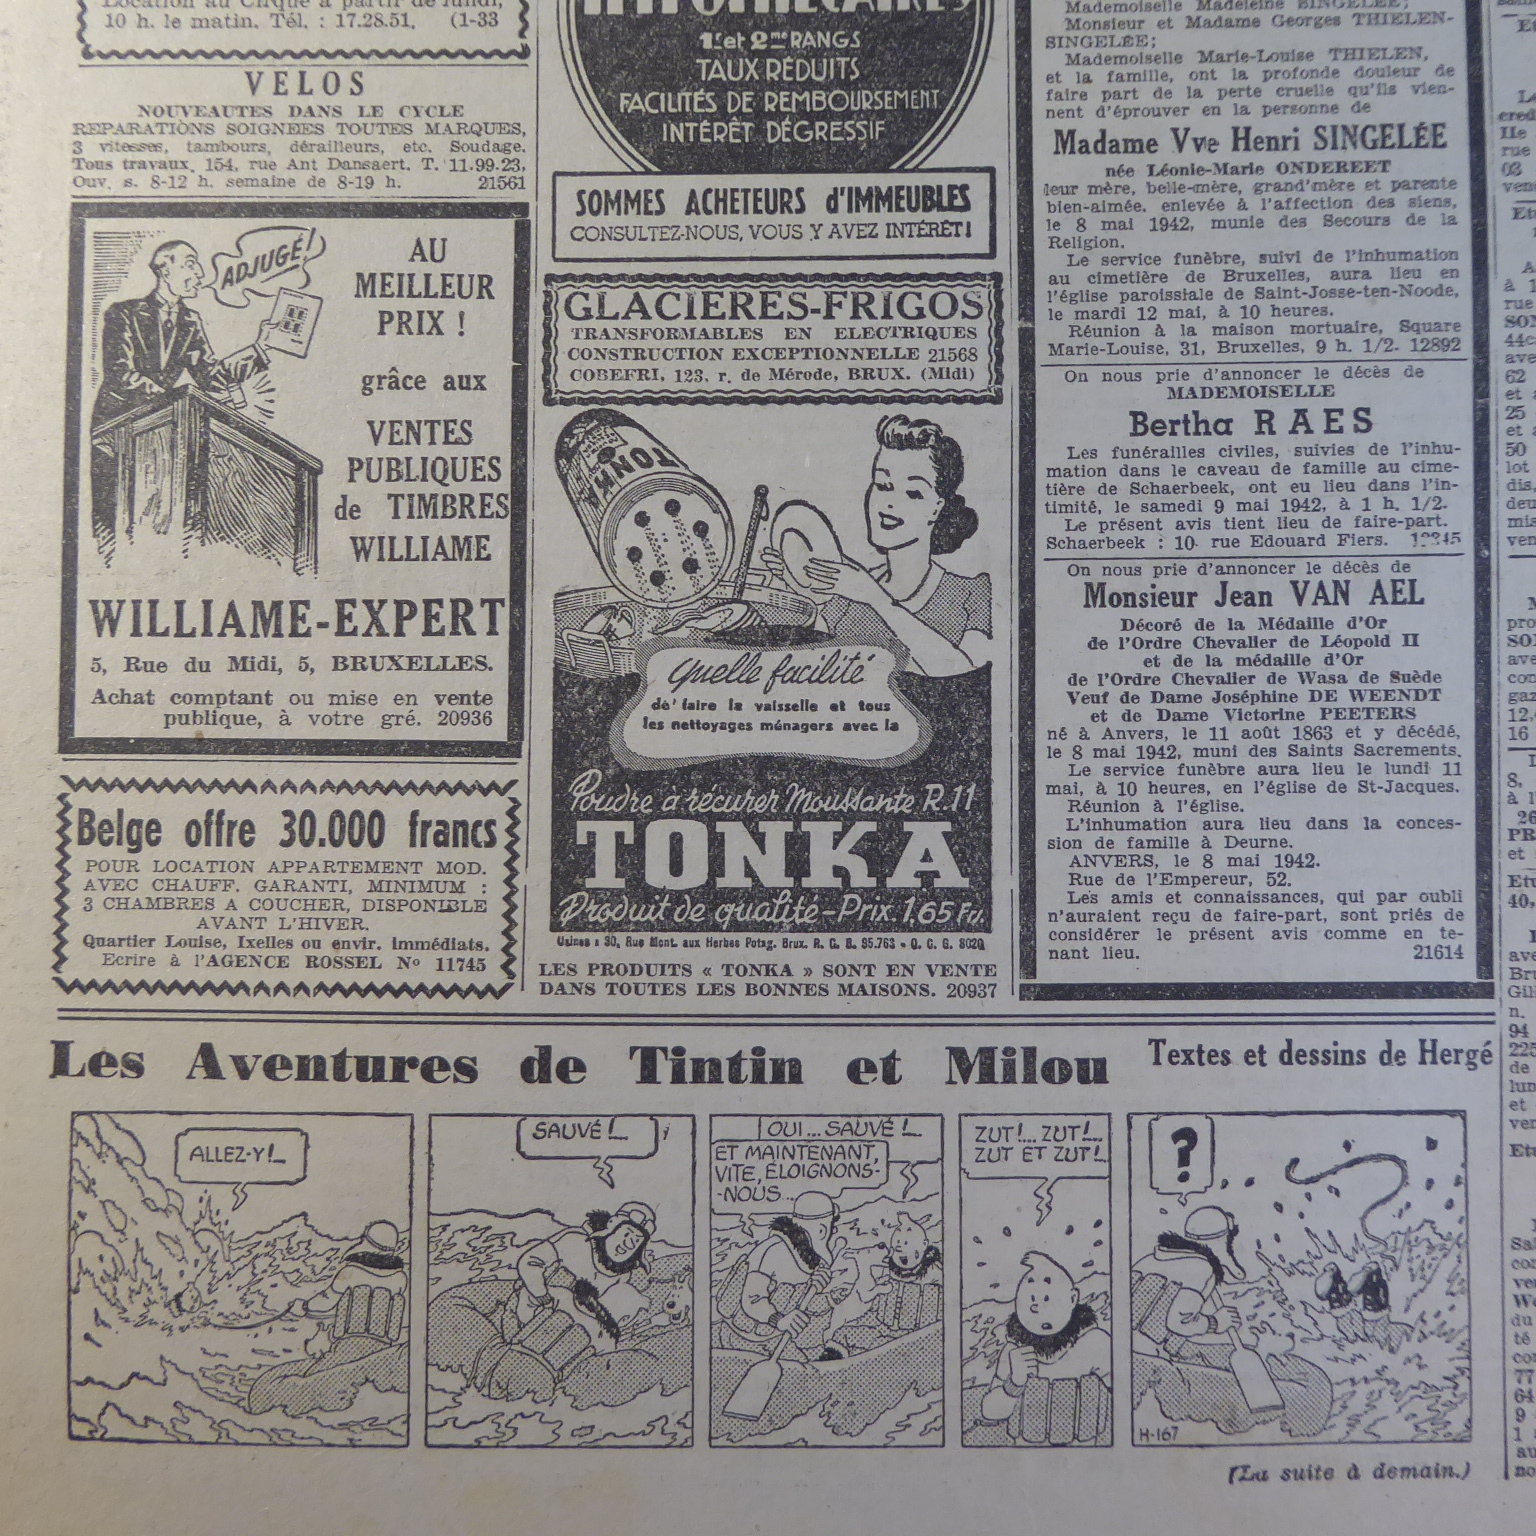 10 h. le matin. Tél. : 17.28.51. (1-33
VELOS
NOUVEAUTES DANS LE CYCLE
REPARATIONS SOIGNEES TOUTES MARQUES,
3 vitesses, tambours, dérailleurs, etc. Soudage.
Tous travaux. 154, rue Ant Dansaert. T. 11.99.23,
Ouv. s. 8-12 h. semaine de 8-19 h. 21561
ADJUGÉ!
AU
MEILLEUR
PRIX !
grâce aux
VENTES
PUBLIQUES
de TIMBRES
WILLIAME
WILLIAME-EXPERT
5, Rue du Midi, 5, BRUXELLES.
Achat comptant ou mise en vente
publique, à votre gré. 20936
Belge offre 30.000 francs
POUR LOCATION APPARTEMENT MOD.
AVEC CHAUFF. GARANTI, MINIMUM :
3 CHAMBRES A COUCHER, DISPONIBLE
AVANT L'HIVER.
Quartier Louise, Ixelles ou envir. immédiats.
Ecrire à l'AGENCE ROSSEL No 11745
1er et 2me RANGS
TAUX RÉDUITS
FACILITÉS DE REMBOURSEMENT
INTÉRÊT DÉGRESSIF
SOMMES ACHETEURS d'IMMEUBLES
CONSULTEZ-NOUS, VOUS Y AVEZ INTÉRÊT!
GLACIERES-FRIGOS
TRANSFORMABLES EN ELECTRIQUES
CONSTRUCTION EXCEPTIONNELLE 21568
COBEFRI, 123, r. de Mérode, BRUX. (Midi)
TONKA
Quelle facilité
de faire la vaisselle et tous
les nettoyages ménagers avec la
Poudre à récurer Moussante R.11
TONKA
Produit de qualité - Prix. 1.65 Fr.
Usines : 30, Rue Mont. aux Herbes Potag. Brux. R. C. B. 95.763 - O. C. G. 8020
LES PRODUITS « TONKA » SONT EN VENTE
DANS TOUTES LES BONNES MAISONS. 20937
Mademoiselle Madeleine SINGELÉE;
Monsieur et Madame Georges THIELEN-
SINGELÉE;
Mademoiselle Marie-Louise THIELEN,
et la famille, ont la profonde douleur de
faire part de la perte cruelle qu'ils vien-
nent d'éprouver en la personne de
Madame Vve Henri SINGELÉE
née Léonie-Marie ONDEREET
leur mère, belle-mère, grand'mère et parente
bien-aimée, enlevée à l'affection des siens,
le 8 mai 1942, munie des Secours de la
Religion.
Le service funèbre, suivi de l'inhumation
au cimetière de Bruxelles, aura lieu en
l'église paroissiale de Saint-Josse-ten-Noode,
le mardi 12 mai, à 10 heures.
Réunion à la maison mortuaire, Square
Marie-Louise, 31, Bruxelles, 9 h. 1/2. 12892
On nous prie d'annoncer le décès de
MADEMOISELLE
Bertha RAES
Les funérailles civiles, suivies de l'inhu-
mation dans le caveau de famille au cime-
tière de Schaerbeek, ont eu lieu dans l'in-
timité, le samedi 9 mai 1942, à 1 h. 1/2.
Le présent avis tient lieu de faire-part.
Schaerbeek : 10. rue Edouard Fiers.
On nous prie d'annoncer le décès de
Monsieur Jean VAN AEL
Décoré de la Médaille d'Or
de l'Ordre Chevalier de Léopold II
et de la médaille d'Or
de l'Ordre Chevalier de Wasa de Suède
Veuf de Dame Joséphine DE WEENDT
et de Dame Victorine PEETERS
né à Anvers, le 11 août 1863 et y décédé,
le 8 mai 1942, muni des Saints Sacrements.
Le service funèbre aura lieu le lundi 11
mai, à 10 heures, en l'église de St-Jacques.
Réunion à l'église.
L'inhumation aura lieu dans la conces-
sion de famille à Deurne.
ANVERS, le 8 mai 1942.
Rue de l'Empereur, 52.
Les amis et connaissances, qui par oubli
n'auraient reçu de faire-part, sont priés de
considérer le présent avis comme en te-
nant lieu. 21614
Les Aventures de Tintin et Milou
Textes et dessins de Hergé
ALLEZ-Y!...
SAUVÉ!...
OUI... SAUVÉ!...
ET MAINTENANT,
VITE, ÉLOIGNONS-
-NOUS...
ZUT!... ZUT!...
ZUT ET ZUT!...
?
H-167
(La suite à demain.)